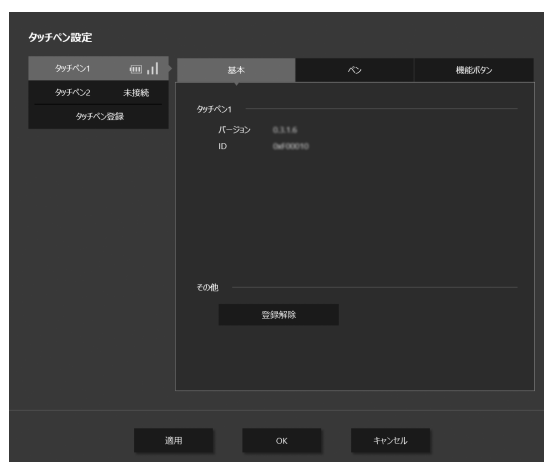 タッチペン設定
タッチペン1
タッチペン2 未接続
タッチペン登録
基本 ペン 機能ボタン
タッチペン1
バージョン 0.3.1.6
ID 0xF00010
その他
登録解除
適用 OK キャンセル